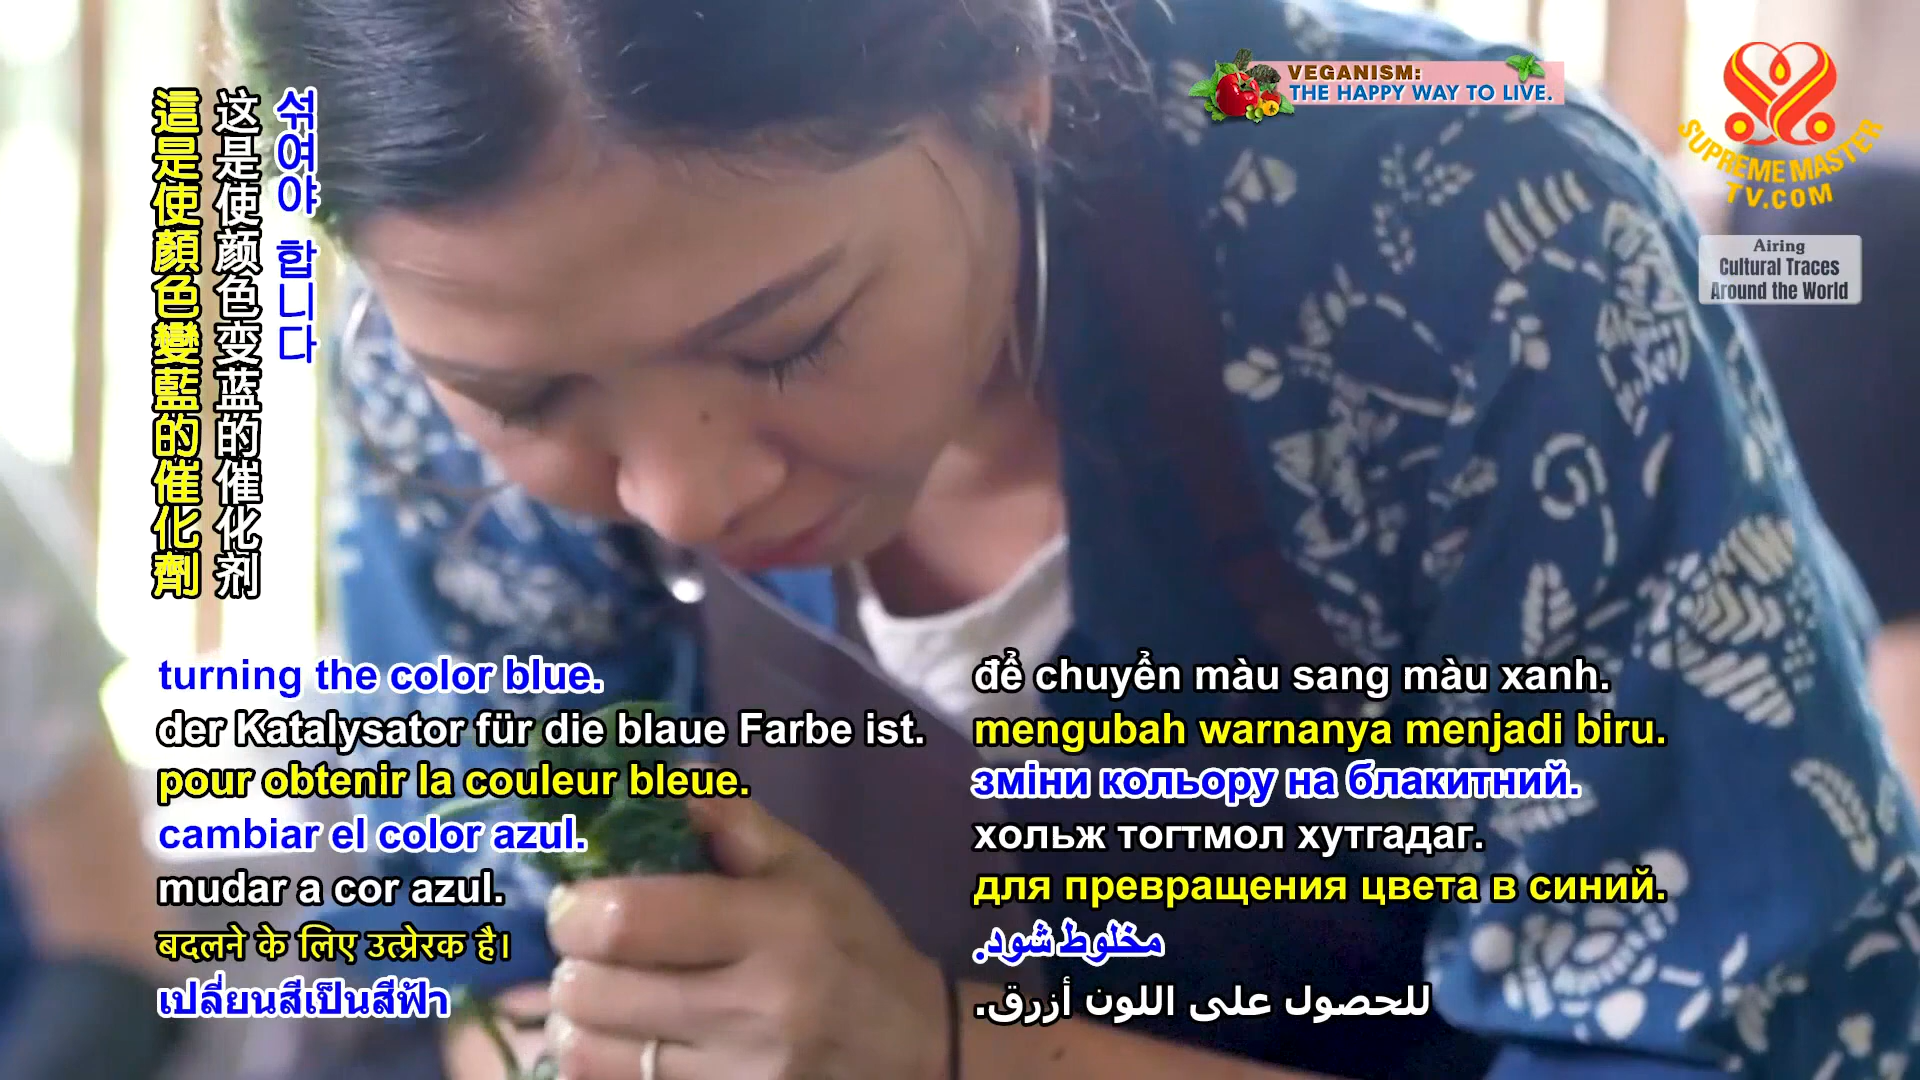 這是使顏色變藍的催化劑
这是使颜色变蓝的催化剂
섞여야 합니다
VEGANISM:
THE HAPPY WAY TO LIVE.
SUPREME MASTER
TV.COM
Airing
Cultural Traces
Around the World
turning the color blue.
der Katalysator für die blaue Farbe ist.
pour obtenir la couleur bleue.
cambiar el color azul.
mudar a cor azul.
बदलने के लिए उत्प्रेरक है।
เปลี่ยนสีเป็นสีฟ้า
để chuyển màu sang màu xanh.
mengubah warnanya menjadi biru.
зміни кольору на блакитний.
хольж тогтмол хутгадаг.
для превращения цвета в синий.
مخلوط شود.
للحصول على اللون أزرق.